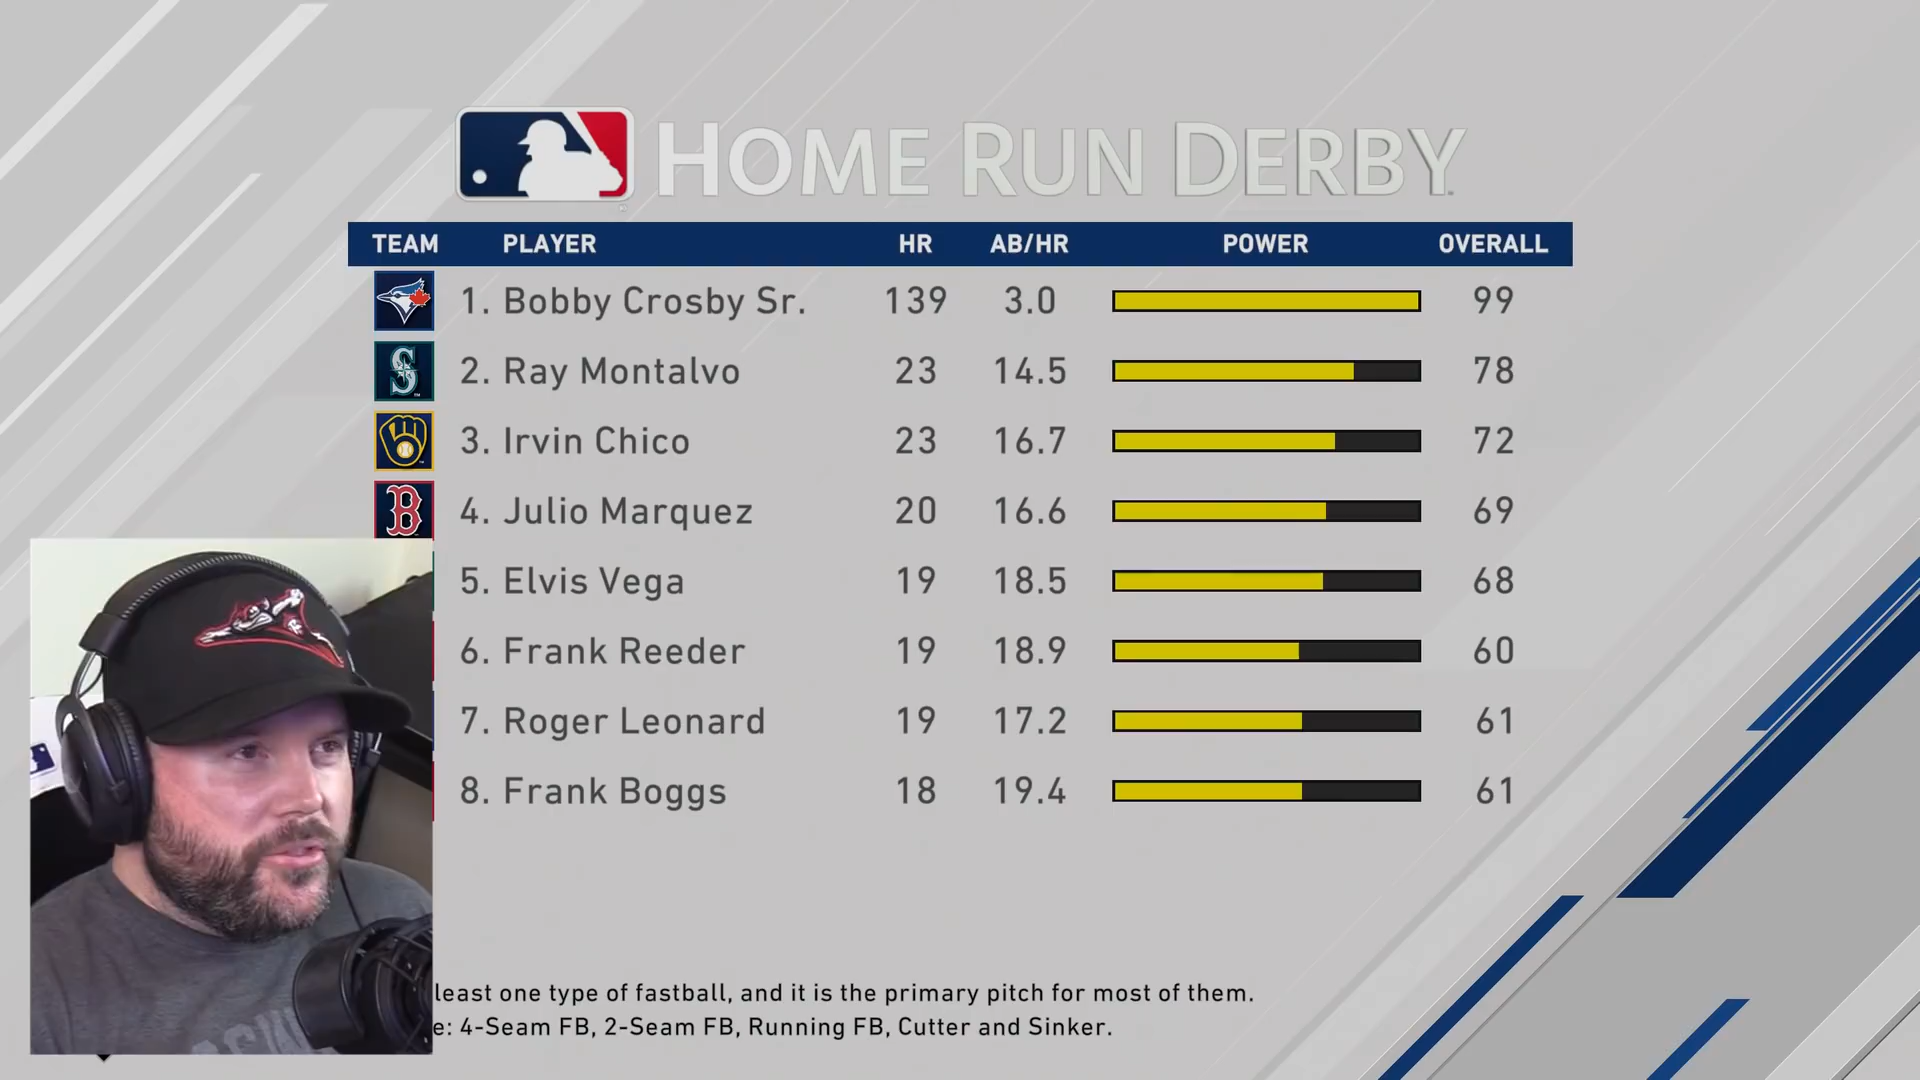 HOME RUN DERBY
TEAM PLAYER HR AB/HR POWER OVERALL
1. Bobby Crosby Sr. 139 3.0 99
2. Ray Montalvo 23 14.5 78
3. Irvin Chico 23 16.7 72
4. Julio Marquez 20 16.6 69
5. Elvis Vega 19 18.5 68
6. Frank Reeder 19 18.9 60
7. Roger Leonard 19 17.2 61
8. Frank Boggs 18 19.4 61
least one type of fastball, and it is the primary pitch for most of them.
e: 4-Seam FB, 2-Seam FB, Running FB, Cutter and Sinker.